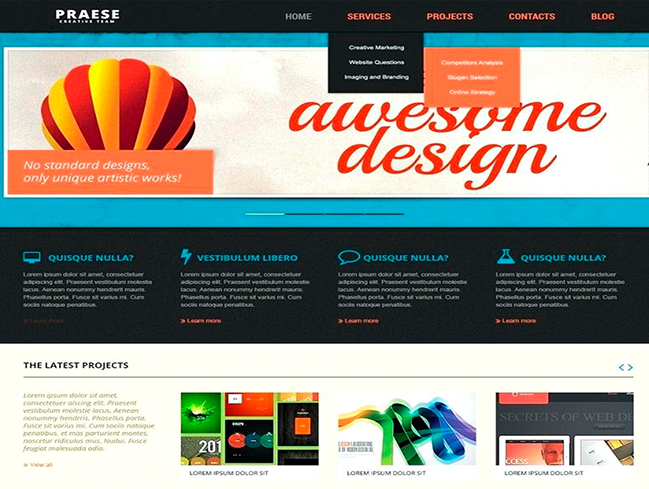 PRAESE
CREATIVE TEAM
HOME SERVICES PROJECTS CONTACTS BLOG
Creative Marketing
Website Questions
Imaging and Branding
Competitors Analysis
Slogan Selection
Online Strategy
awesome
design
No standard designs,
only unique artistic works!
QUISQUE NULLA?
Lorem ipsum dolor sit amet, consectetuer
adipiscing elit. Praesent vestibulum molestie
lacus. Aenean nonummy hendrerit mauris.
Phasellus porta. Fusce sit varius mi. Cum
sociis natoque penatibus.
» Learn more
VESTIBULUM LIBERO
Lorem ipsum dolor sit amet, consectetuer
adipiscing elit. Praesent vestibulum molestie
lacus. Aenean nonummy hendrerit mauris.
Phasellus porta. Fusce sit varius mi. Cum
sociis natoque penatibus.
» Learn more
QUISQUE NULLA?
Lorem ipsum dolor sit amet, consectetuer
adipiscing elit. Praesent vestibulum molestie
lacus. Aenean nonummy hendrerit mauris.
Phasellus porta. Fusce sit varius mi. Cum
sociis natoque penatibus.
» Learn more
QUISQUE NULLA?
Lorem ipsum dolor sit amet, consectetuer
adipiscing elit. Praesent vestibulum molestie
lacus. Aenean nonummy hendrerit mauris.
Phasellus porta. Fusce sit varius mi. Cum
sociis natoque penatibus.
» Learn more
THE LATEST PROJECTS
Lorem ipsum dolor sit amet,
consectetuer aiscing elit. Praesent
vestibulum molestie lacus. Aenean
nonummy hendrris. Phasellus porta.
Fusce suscipit varius mi sociis natoque
penatibus. et mas parturient montes,
nascetur ridiculus mus. Nudui. Fusce
feugiat malesuada odio.
» View all
201
LOREM IPSUM DOLOR SIT
LOREM IPSUM DOLOR SIT
SECRETS OF WEB DE
LOREM IPSUM DOLOR SIT